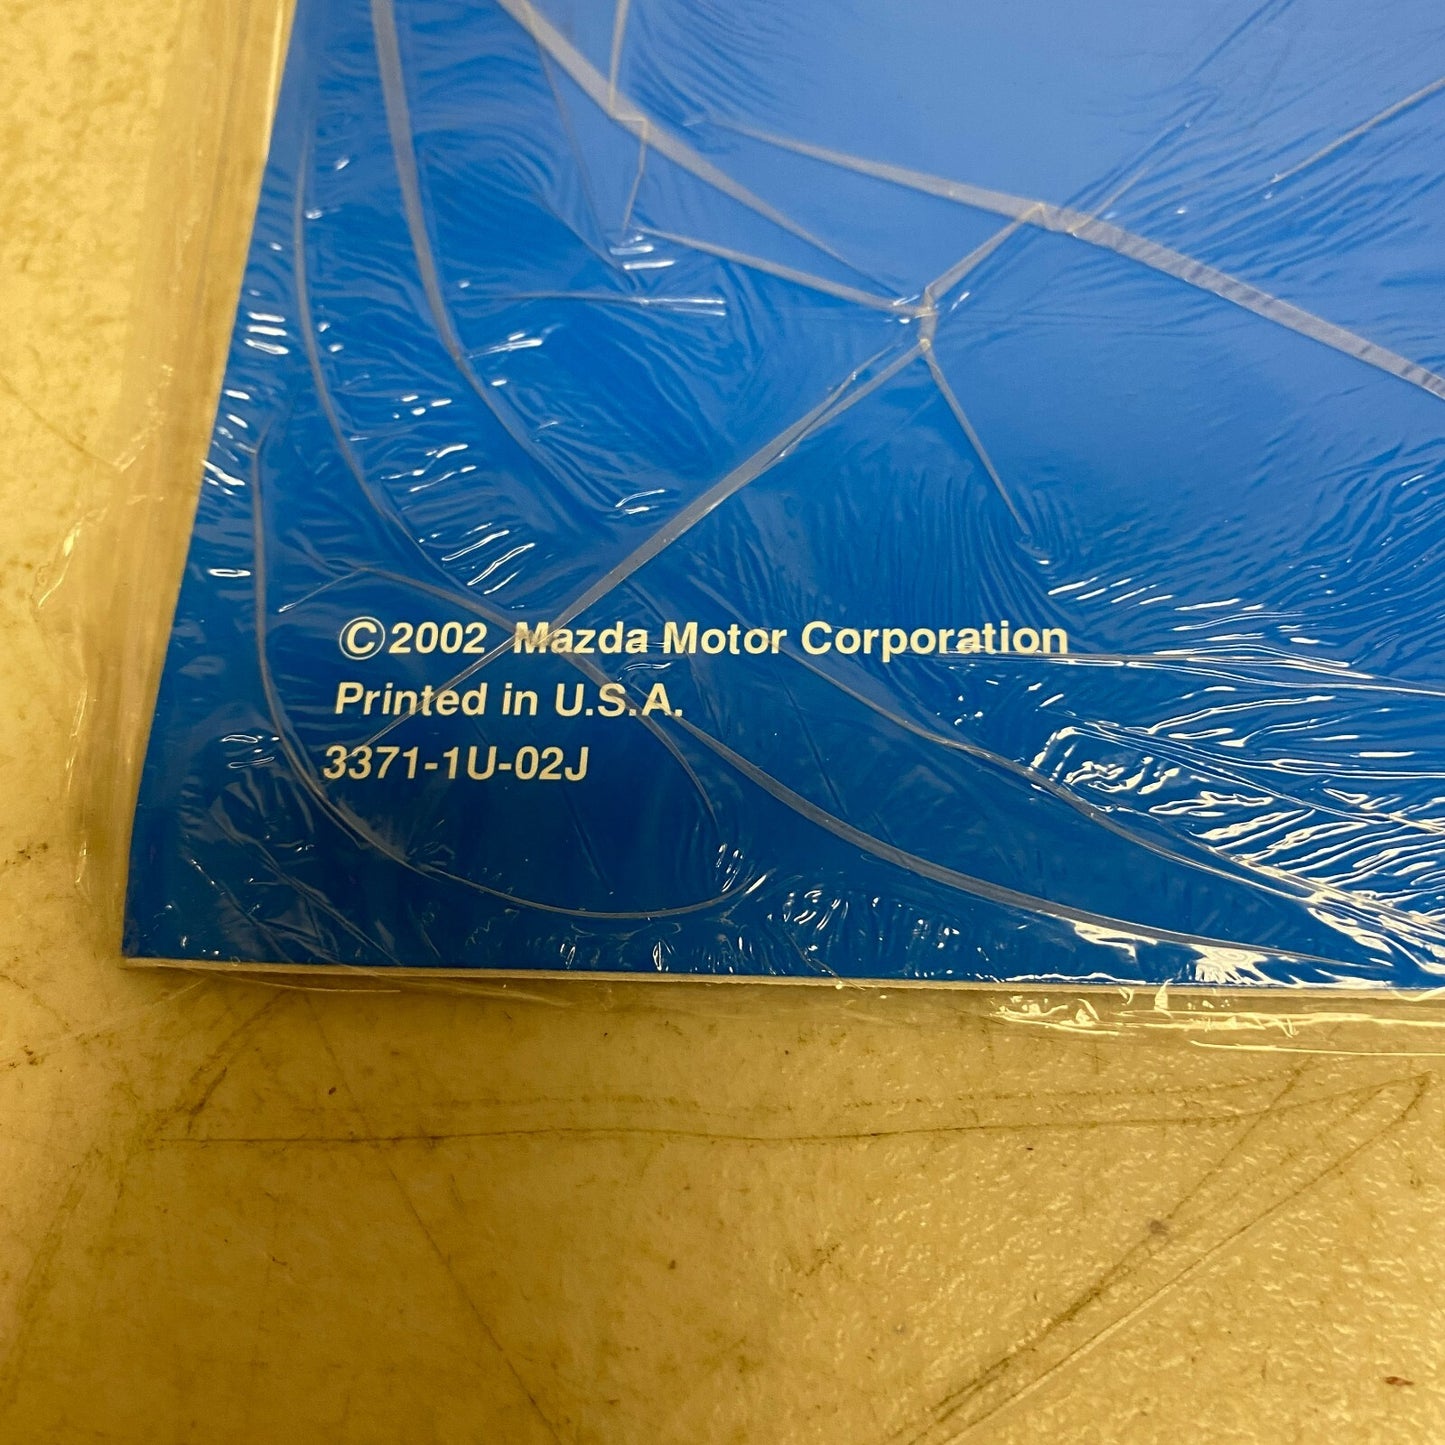 ©2002 Mazda Motor Corporation
Printed in U.S.A.
3371-1U-02J